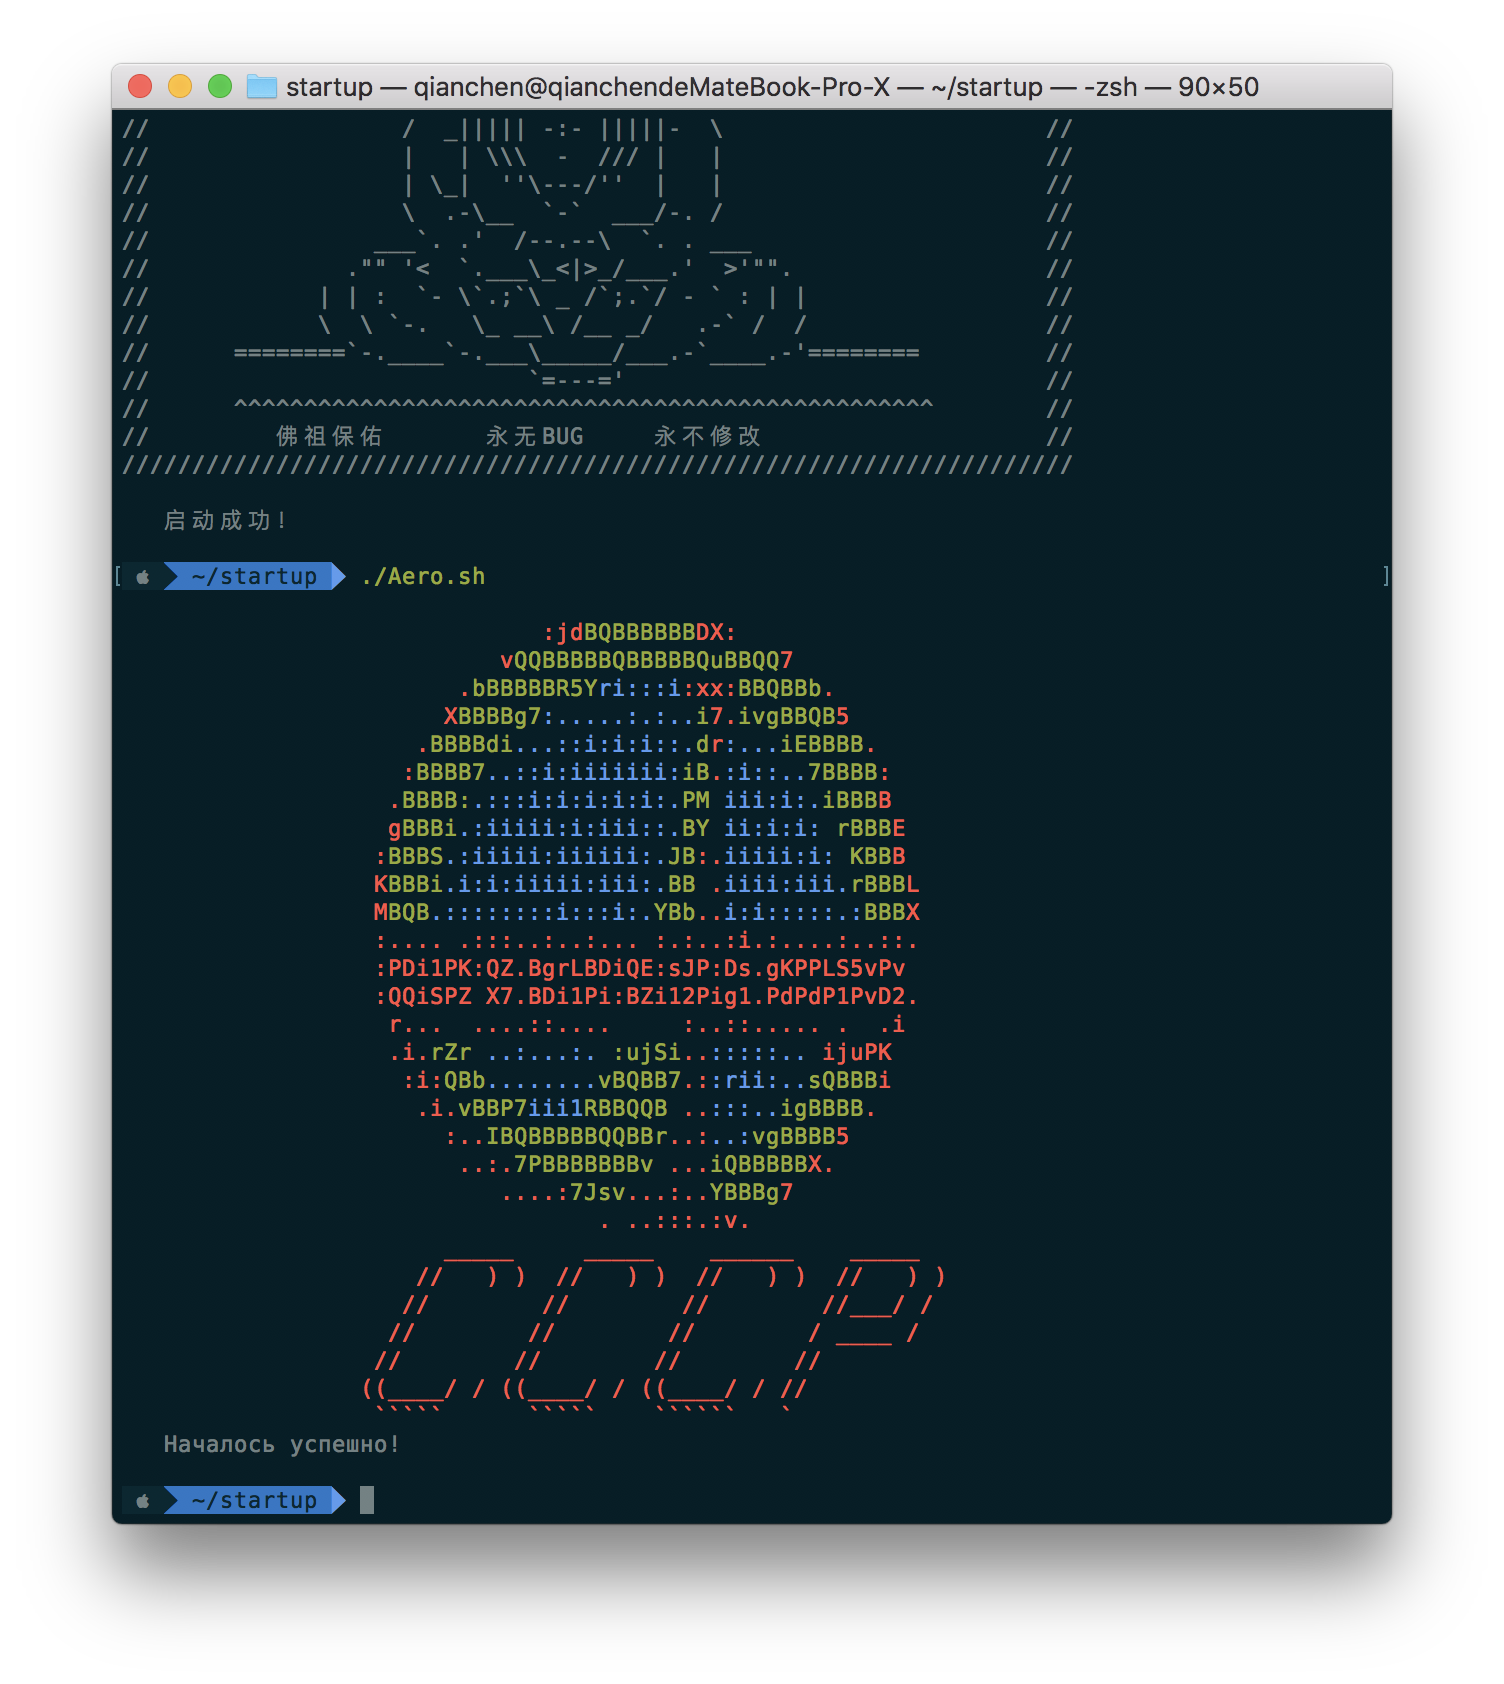 startup — qianchen@qianchendeMateBook-Pro-X — ~/startup — -zsh — 90×50
//                  /  _||||| -:- |||||-  \                       //
//                  |   | \\\  -  /// |   |                       //
//                  | \_|  ''\---/''  |   |                       //
//                  \  .-\__  `-`  ___/-. /                       //
//                ___`. .'  /--.--\  `. . ___                     //
//              ."" '<  `.___\_<|>_/___.'  >'"".                  //
//            | | :  `- \`.;`\ _ /`;.`/ - ` : | |                 //
//            \  \ `-.   \_ __\ /__ _/   .-` /  /                 //
//      ========`-.____`-.___\_____/___.-`____.-'========         //
//                           `=---='                              //
//      ^^^^^^^^^^^^^^^^^^^^^^^^^^^^^^^^^^^^^^^^^^^^^^^^^^        //
//         佛祖保佑       永无BUG     永不修改                    //
////////////////////////////////////////////////////////////////////
启动成功!
[ ~/startup ./Aero.sh ]
:jdBQBBBBBBDX:
vQQBBBBBQBBBBBQuBBQQ7
.bBBBBBR5Yri:::i:xx:BBQBBb.
XBBBBg7:.....:.:..i7.ivgBBQB5
.BBBBdi...::i:i:i::.dr:...iEBBBB.
:BBBB7..::i:iiiiiii:iB.:i::..7BBBB:
.BBBB:.:::i:i:i:i:i:.PM iii:i:.iBBBB
gBBBi.:iiiii:i:iii::.BY ii:i:i: rBBBE
:BBBS.:iiiii:iiiiii:.JB:.iiiii:i: KBBB
KBBBi.i:i:iiiii:iii:.BB .iiii:iii.rBBBL
MBQB.::::::::i:::i:.YBb..i:i:::::.:BBBX
:.... .:::..:..:... :.:..:i.:....:..::.
:PDi1PK:QZ.BgrLBDiQE:sJP:Ds.gKPPLS5vPv
:QQiSPZ X7.BDi1Pi:BZi12Pig1.PdPdP1PvD2.
r...  ....::....     :..::..... .  .i
.i.rZr ..:...:. :ujSi..:::::.. ijuPK
:i:QBb........vBQBB7.::rii:..sQBBBi
.i.vBBP7iii1RBBQQB ..:::..igBBBB.
:..IBQBBBBBQQBBr..:..:vgBBBB5
..:.7PBBBBBBBv ...iQBBBBBX.
....:7Jsv...:..YBBBg7
. ..:::.:v.
      _____     _____    ______    _____
    //   ) )  //   ) )  //   ) )  //   ) )
   //        //        //        //___/ /
  //        //        //        / ____ /
 //        //        //        //
((____/ / ((____/ / ((____/ / //
 `````      `````    ``````   `
Началось успешно!
~/startup